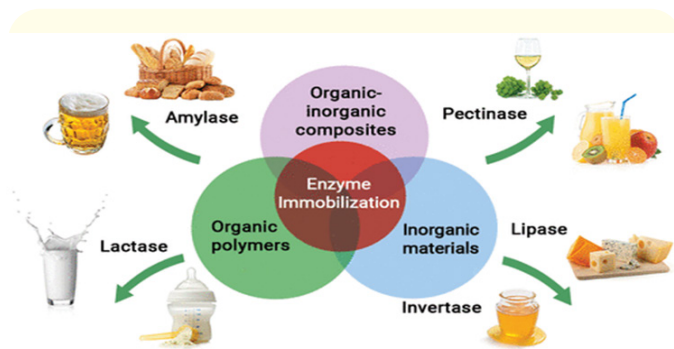 Organic-
inorganic
composites
Amylase
Pectinase
Enzyme
Immobilization
Organic
polymers
Inorganic
materials
Lactase
Lipase
Invertase